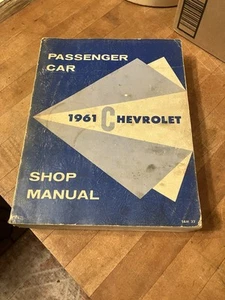 PASSENGER
CAR
1961 CHEVROLET
SHOP
MANUAL